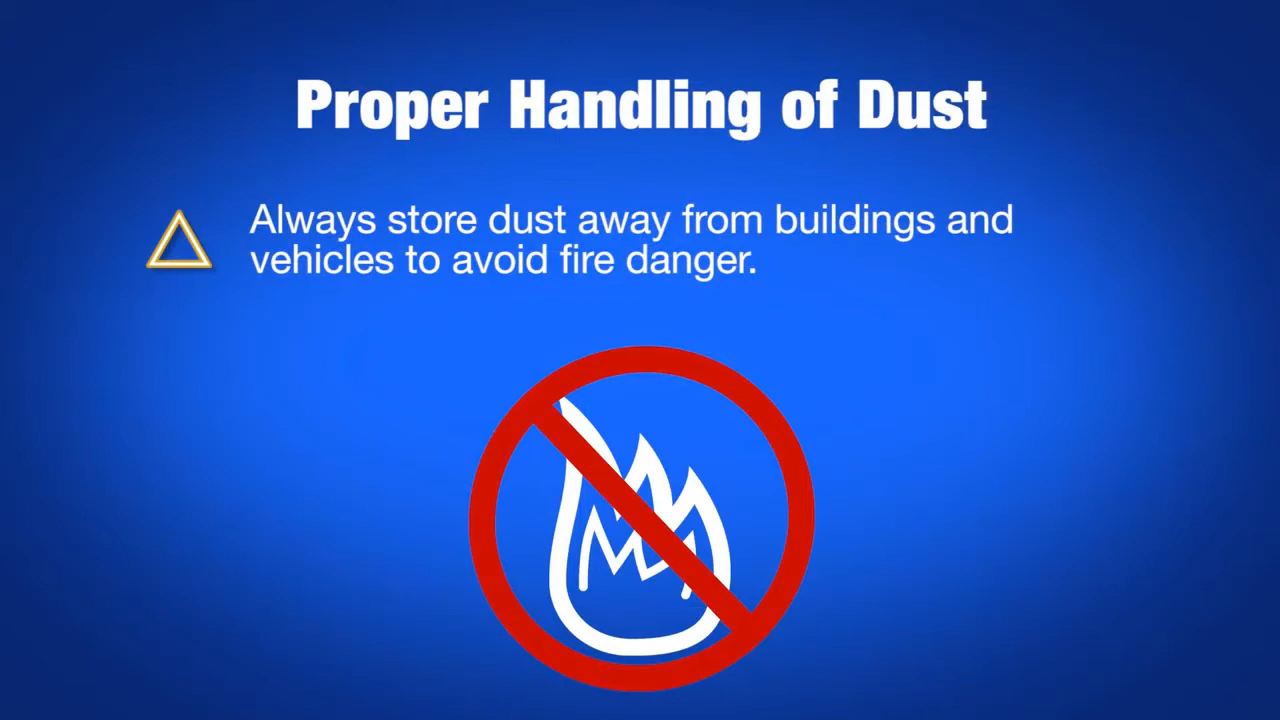 Proper Handling of Dust
Always store dust away from buildings and
vehicles to avoid fire danger.